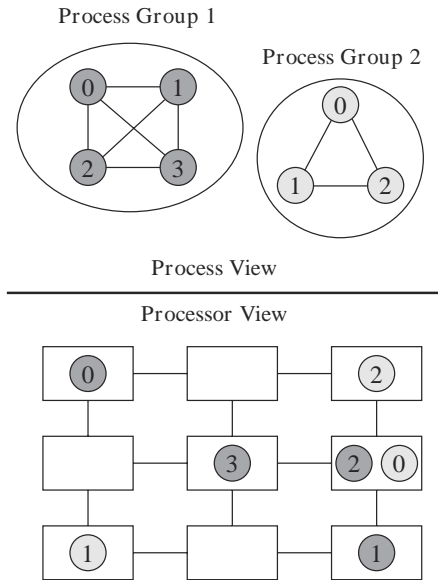 Process Group 1
Process Group 2
0 1
2 3
0
1 2
Process View
Processor View
0 2
3 2 0
1 1